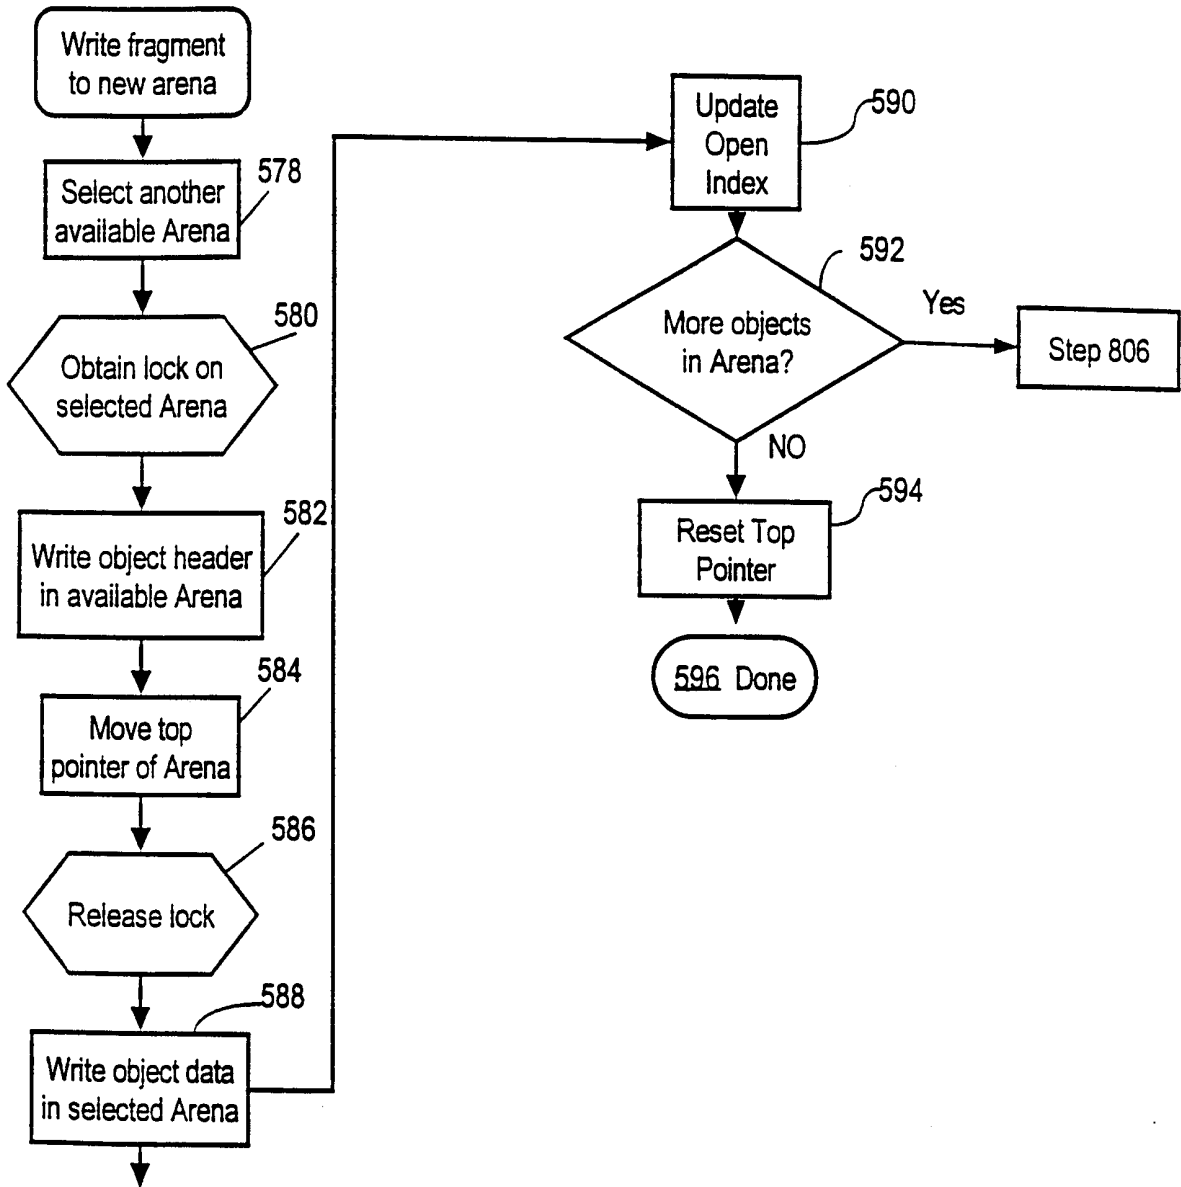 Write fragment
to new arena
578
Select another
available Arena
580
Obtain lock on
selected Arena
582
Write object header
in available Arena
584
Move top
pointer of Arena
586
Release lock
588
Write object data
in selected Arena
590
Update
Open
Index
592
More objects
in Arena?
Yes
Step 806
NO
594
Reset Top
Pointer
596 Done